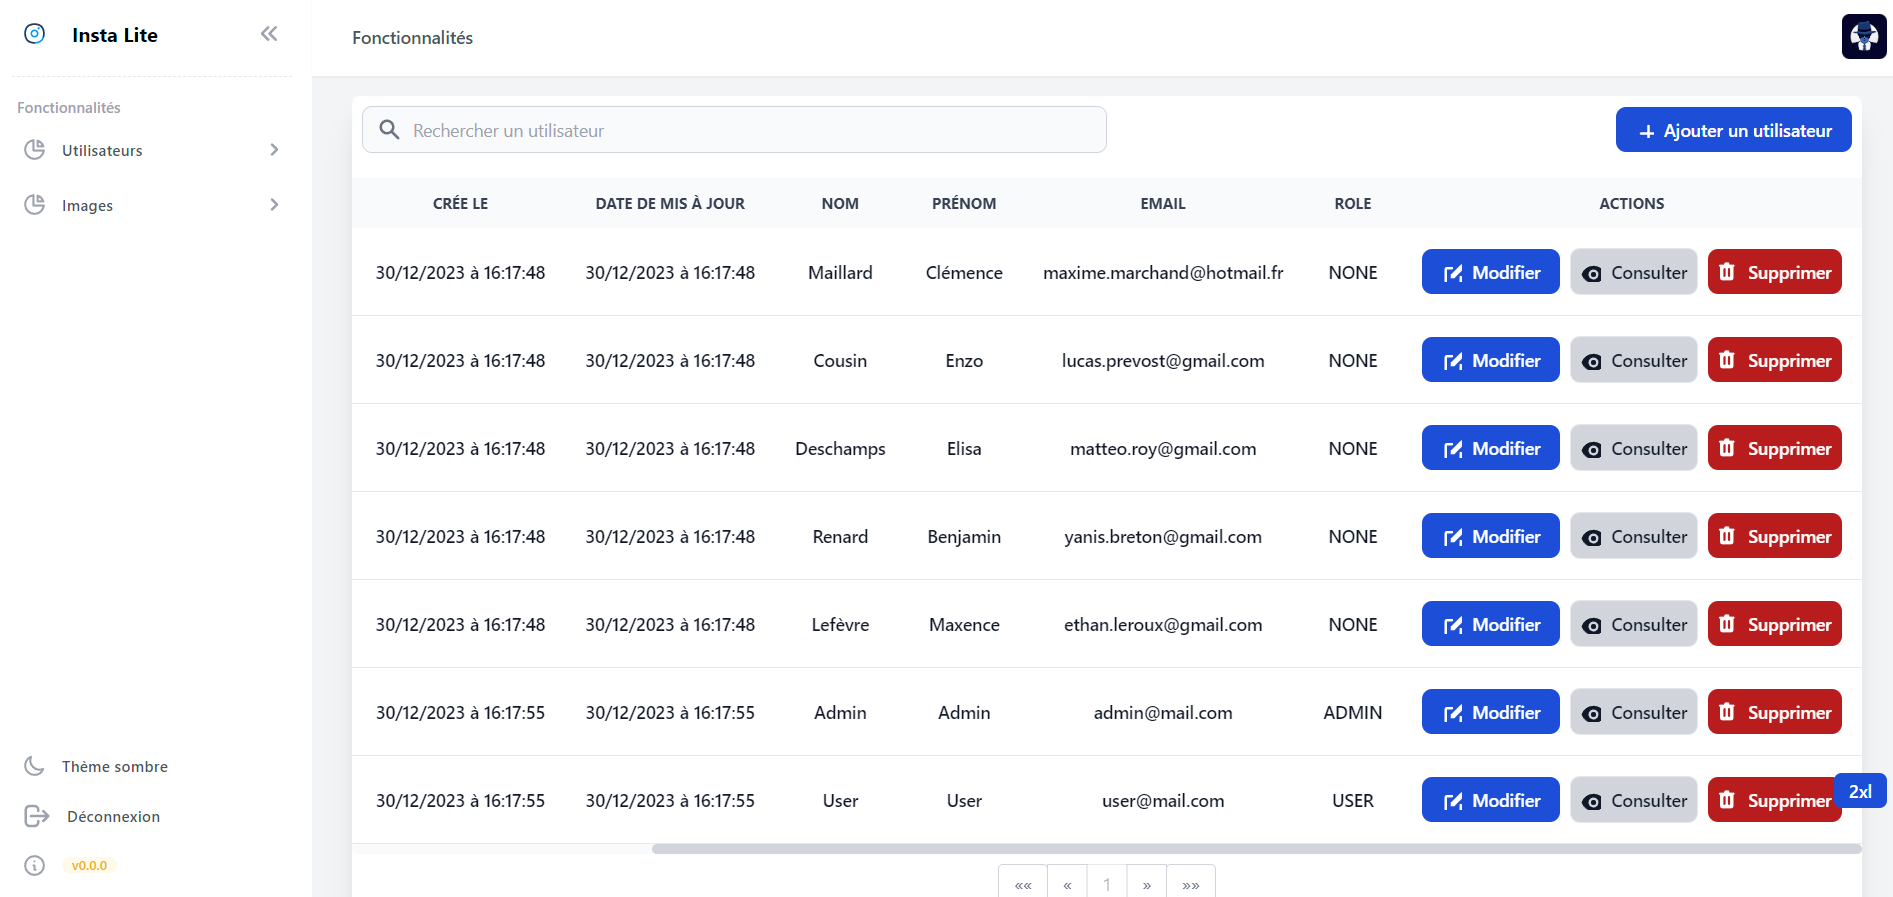 Insta Lite
Fonctionnalités
Fonctionnalités
Utilisateurs
Images
Thème sombre
Déconnexion
v0.0.0
Rechercher un utilisateur
+ Ajouter un utilisateur
CRÉE LE DATE DE MIS À JOUR NOM PRÉNOM EMAIL ROLE ACTIONS
30/12/2023 à 16:17:48 30/12/2023 à 16:17:48 Maillard Clémence maxime.marchand@hotmail.fr NONE Modifier Consulter Supprimer
30/12/2023 à 16:17:48 30/12/2023 à 16:17:48 Cousin Enzo lucas.prevost@gmail.com NONE Modifier Consulter Supprimer
30/12/2023 à 16:17:48 30/12/2023 à 16:17:48 Deschamps Elisa matteo.roy@gmail.com NONE Modifier Consulter Supprimer
30/12/2023 à 16:17:48 30/12/2023 à 16:17:48 Renard Benjamin yanis.breton@gmail.com NONE Modifier Consulter Supprimer
30/12/2023 à 16:17:48 30/12/2023 à 16:17:48 Lefèvre Maxence ethan.leroux@gmail.com NONE Modifier Consulter Supprimer
30/12/2023 à 16:17:55 30/12/2023 à 16:17:55 Admin Admin admin@mail.com ADMIN Modifier Consulter Supprimer
30/12/2023 à 16:17:55 30/12/2023 à 16:17:55 User User user@mail.com USER Modifier Consulter Supprimer
2xl
«« « 1 » »»